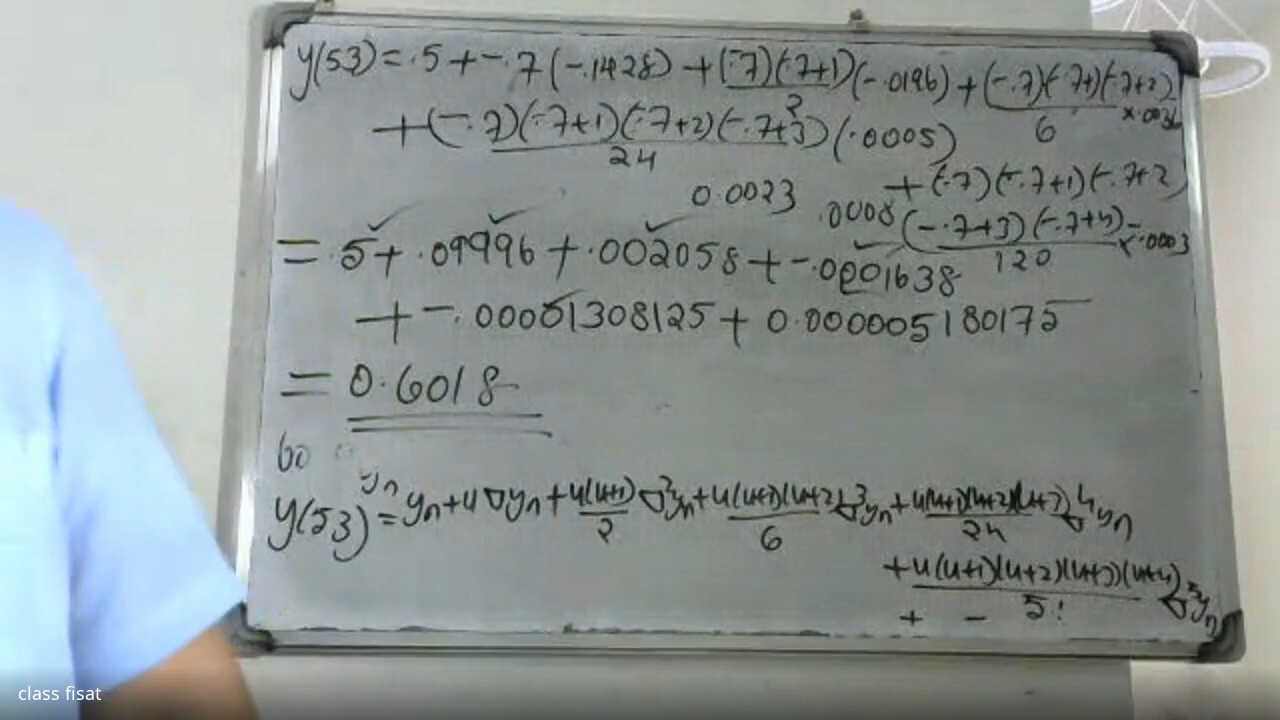 y(53) = .5 + -.7(-.1428) + (-.7)(-.7+1)/2 (-.0196) + (-.7)(-.7+1)(-.7+2)/6
+ (-.7)(-.7+1)(-.7+2)(-.7+3)/24 (.0005)
+ (-.7)(-.7+1)(-.7+2)(-.7+3)(-.7+4)/120 × .0003
0.0023 .0008
= .5 + .09996 + .002058 + -.0001638
+ -.00001308125 + 0.000005180175
= 0.6018
60
yn
y(53) = yn + u∇yn + u(u+1)/2 ∇²yn + u(u+1)(u+2)/6 ∇³yn + u(u+1)(u+2)(u+3)/24 ∇⁴yn
+ u(u+1)(u+2)(u+3)(u+4)/5! ∇⁵yn
+ -
class fisat